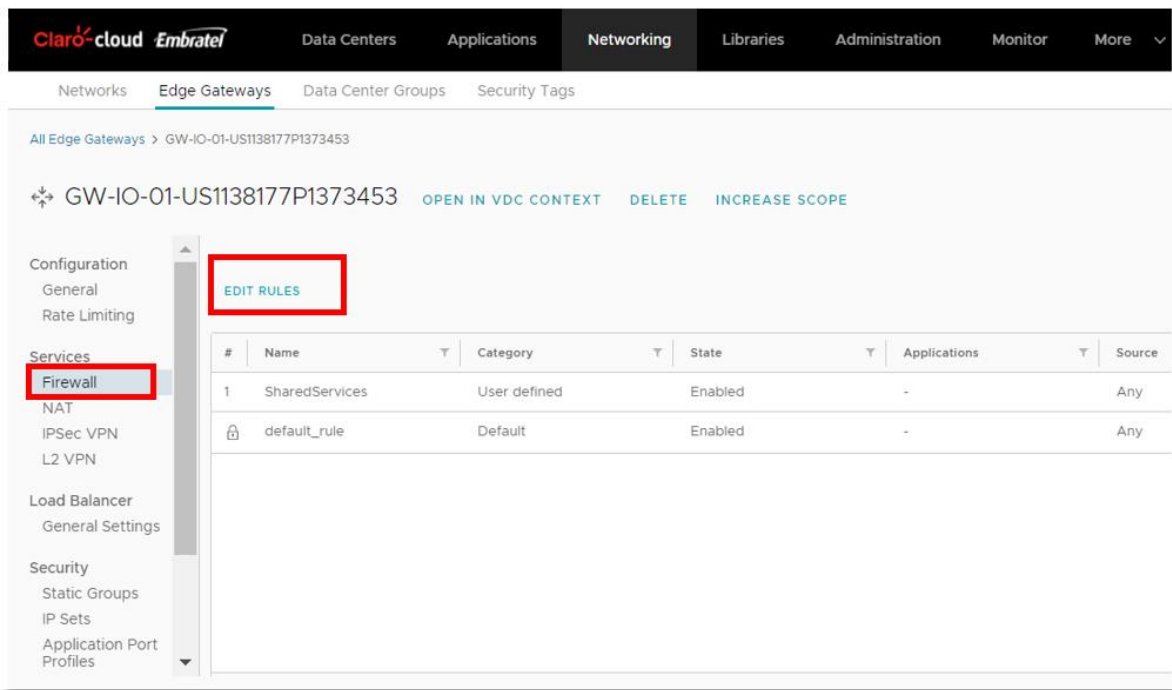 Claro-cloud Embratel Data Centers Applications Networking Libraries Administration Monitor More
Networks Edge Gateways Data Center Groups Security Tags
All Edge Gateways > GW-IO-01-US1138177P1373453
GW-IO-01-US1138177P1373453 OPEN IN VDC CONTEXT DELETE INCREASE SCOPE
Configuration
General
Rate Limiting
Services
Firewall
NAT
IPSec VPN
L2 VPN
Load Balancer
General Settings
Security
Static Groups
IP Sets
Application Port
Profiles
EDIT RULES
# Name Category State Applications Source
1 SharedServices User defined Enabled - Any
default_rule Default Enabled - Any